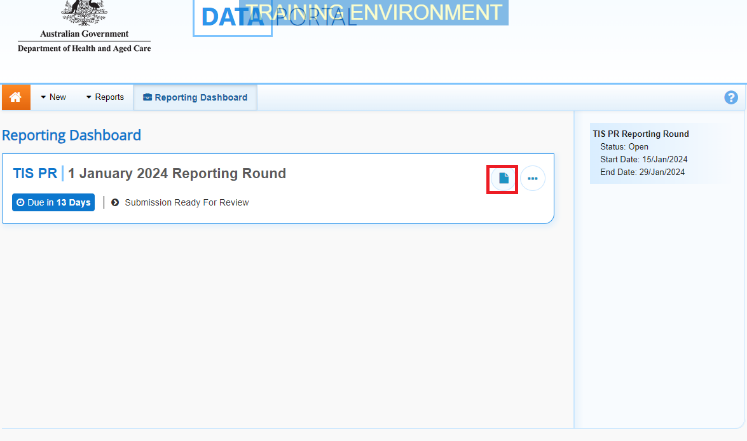 TRAINING ENVIRONMENT
DATA PORTAL
Australian Government
Department of Health and Aged Care
New
Reports
Reporting Dashboard
Reporting Dashboard
TIS PR 1 January 2024 Reporting Round
Due in 13 Days
Submission Ready For Review
TIS PR Reporting Round
Status: Open
Start Date: 15/Jan/2024
End Date: 29/Jan/2024